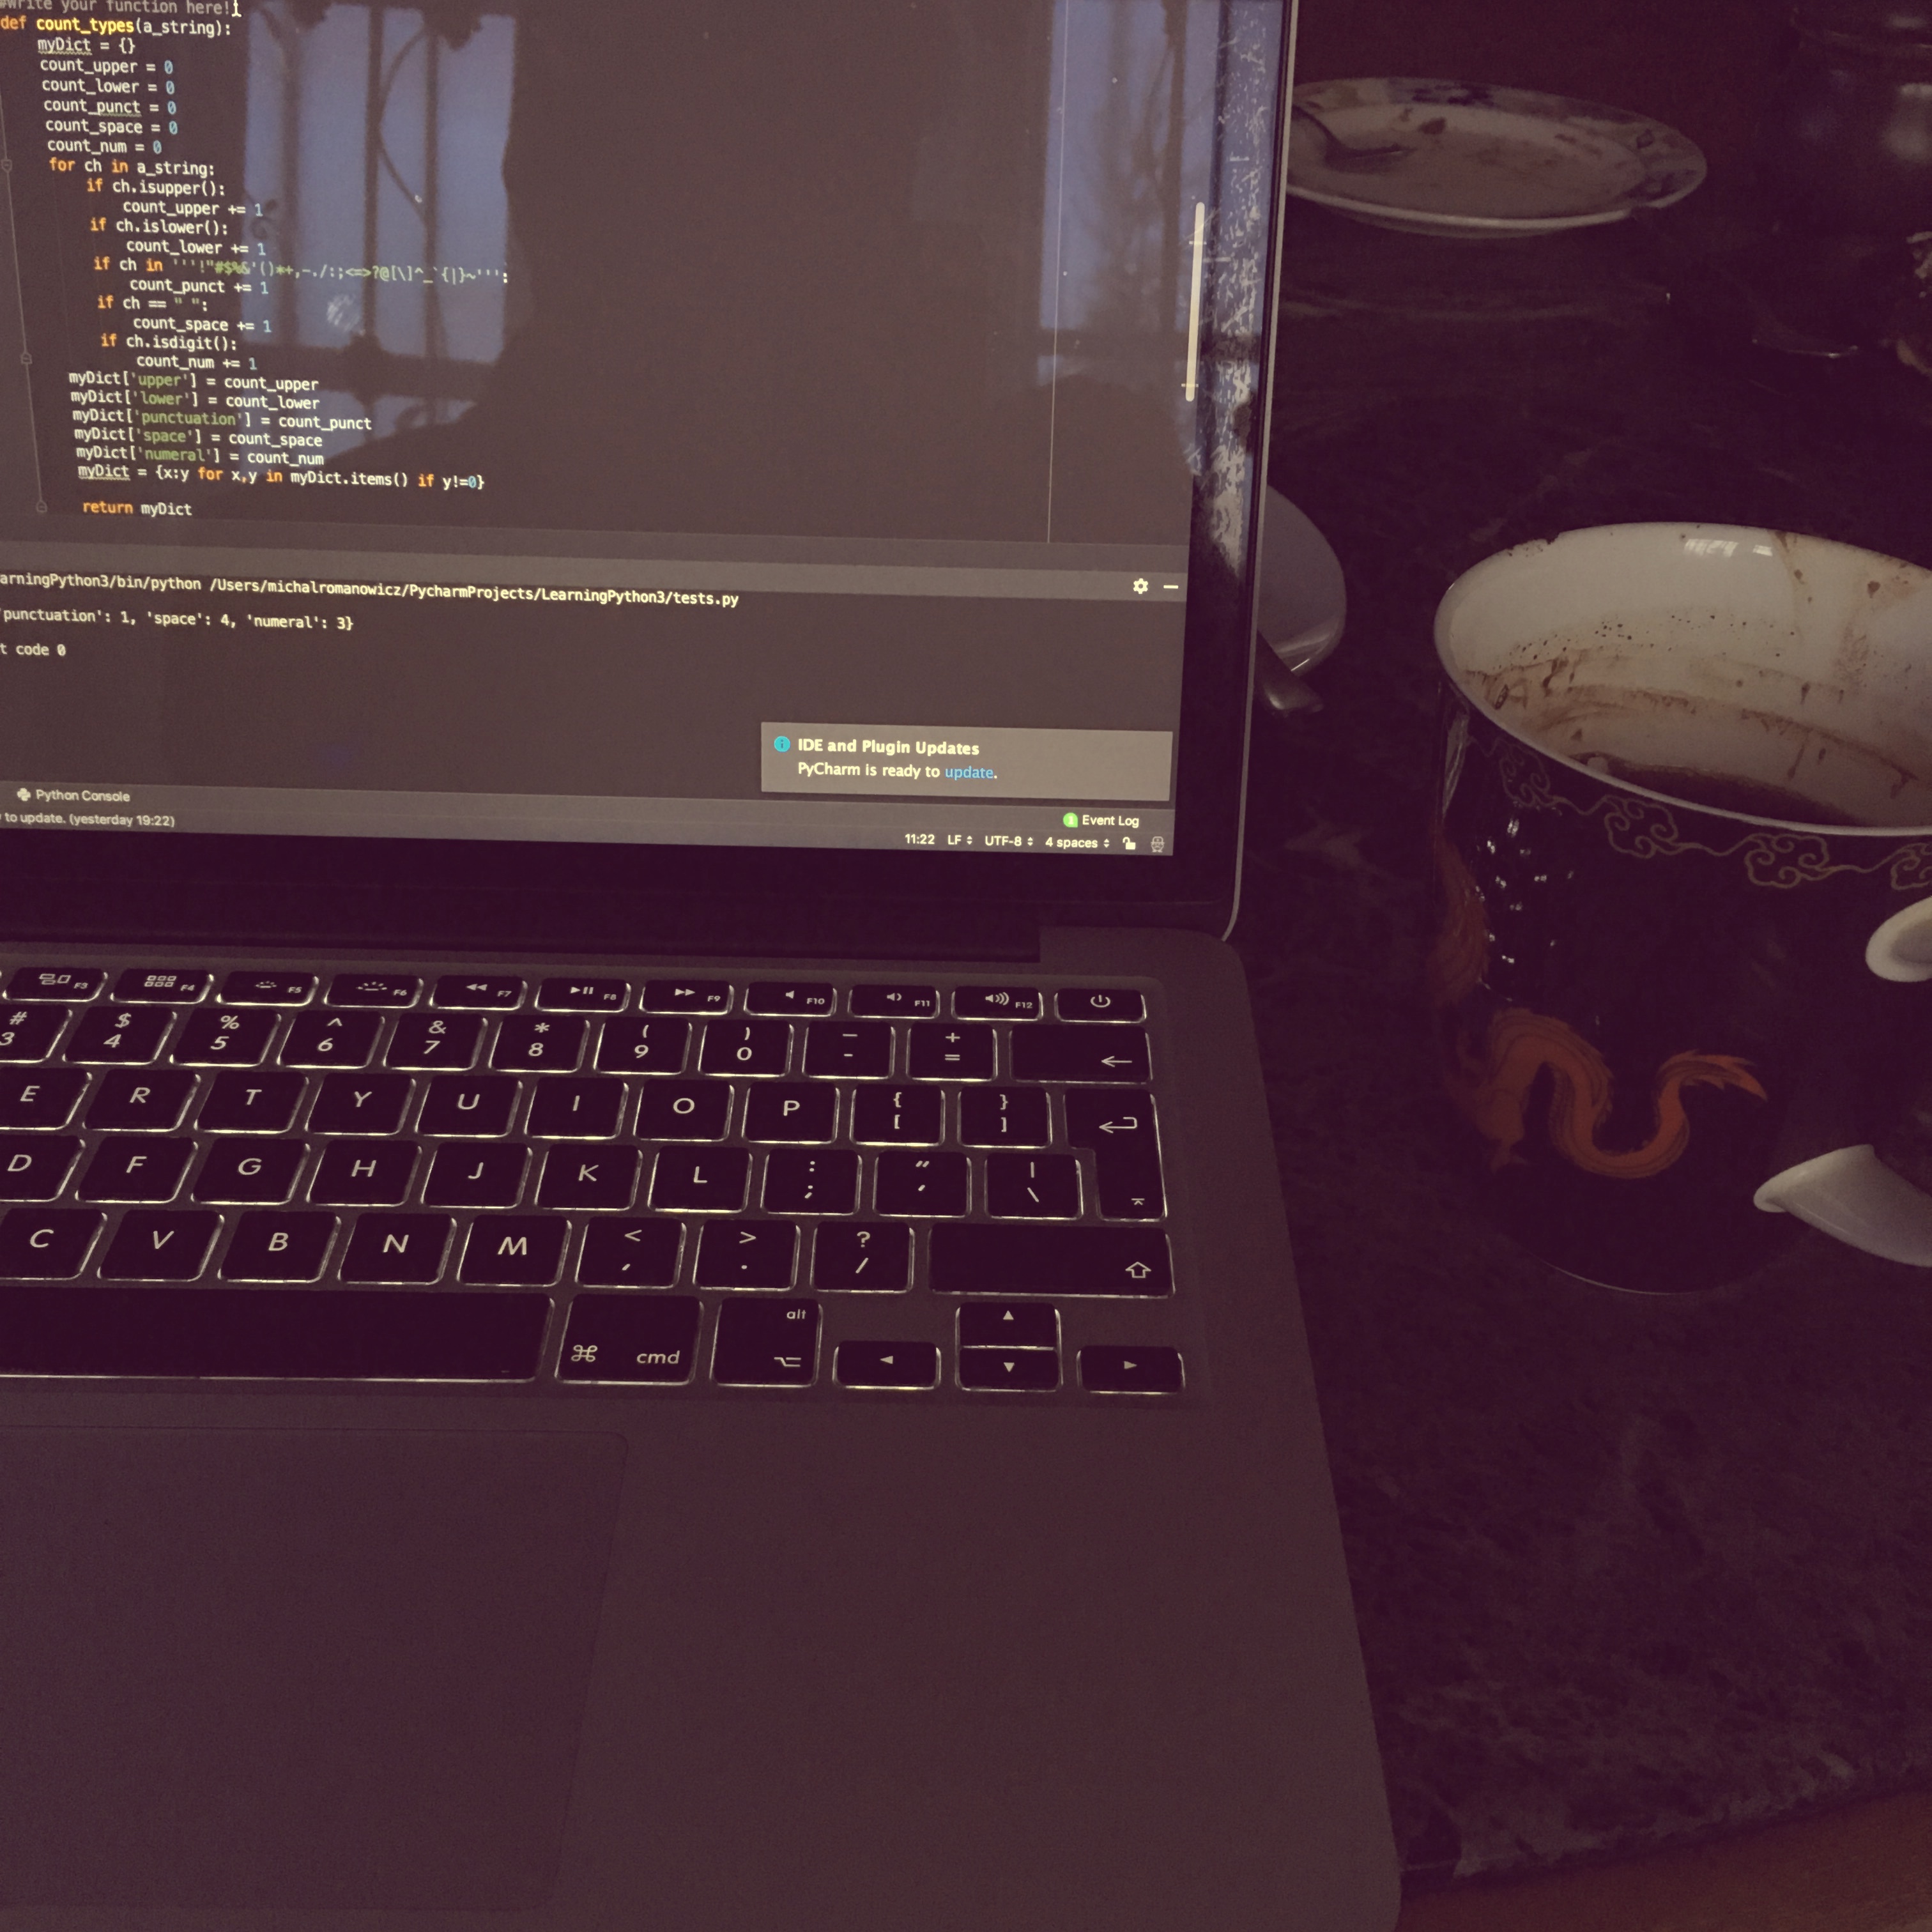 #Write your function here!
def count_types(a_string):
myDict = {}
count_upper = 0
count_lower = 0
count_punct = 0
count_space = 0
count_num = 0
for ch in a_string:
if ch.isupper():
count_upper += 1
if ch.islower():
count_lower += 1
if ch in '''!"#$%&'()*+,-./:;<=>?@[\]^_`{|}~''':
count_punct += 1
if ch == " ":
count_space += 1
if ch.isdigit():
count_num += 1
myDict['upper'] = count_upper
myDict['lower'] = count_lower
myDict['punctuation'] = count_punct
myDict['space'] = count_space
myDict['numeral'] = count_num
myDict = {x:y for x,y in myDict.items() if y!=0}
return myDict
arningPython3/bin/python /Users/michalromanowicz/PycharmProjects/LearningPython3/tests.py
'punctuation': 1, 'space': 4, 'numeral': 3}
t code 0
IDE and Plugin Updates
PyCharm is ready to update.
Python Console
to update. (yesterday 19:22)
1 Event Log
11:22 LF UTF-8 4 spaces
F3 F4 F5 F6 F7 F8 F9 F10 F11 F12
# $ % ^ & * ( ) _ +
3 4 5 6 7 8 9 0 - =
E R T Y U I O P { }
[ ]
D F G H J K L : " |
; ' \
C V B N M < > ?
, . /
alt
cmd